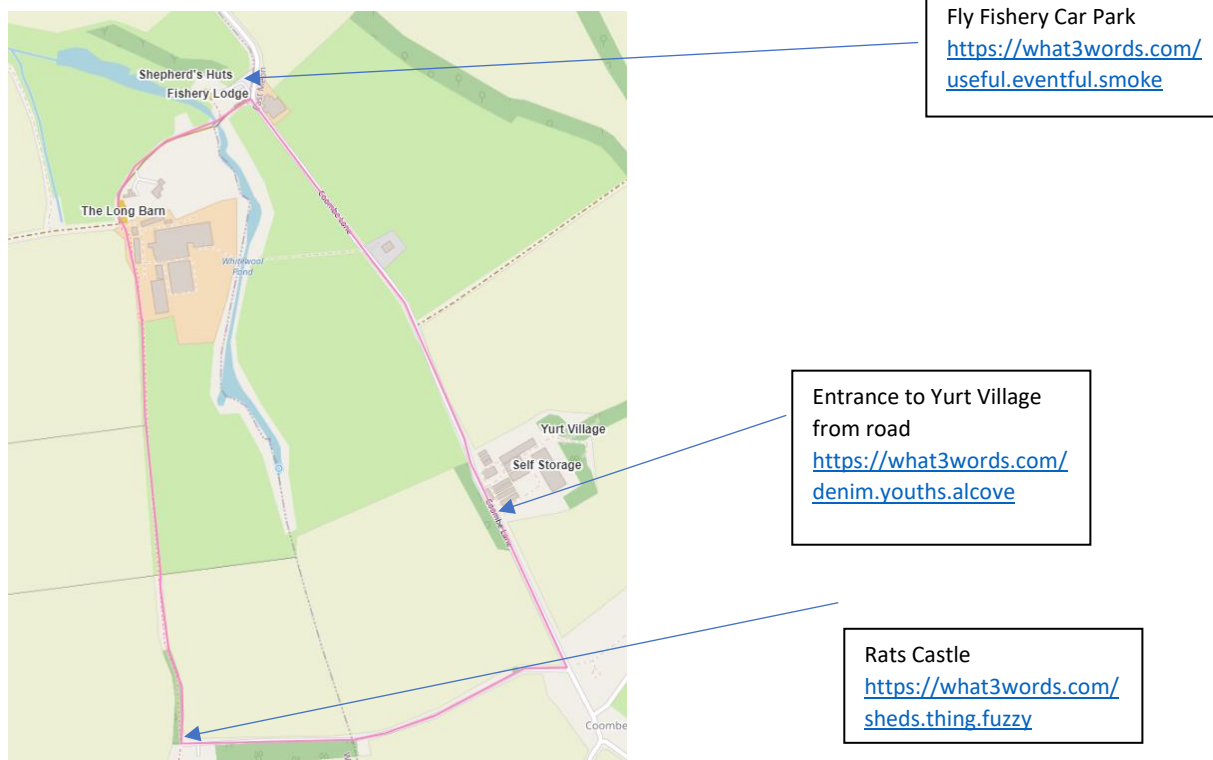 Fly Fishery Car Park
https://what3words.com/
useful.eventful.smoke
Shepherd's Huts
Fishery Lodge
Coombe Lane
The Long Barn
Whitewool
Pond
Entrance to Yurt Village
from road
https://what3words.com/
denim.youths.alcove
Yurt Village
Self Storage
Coombe Lane
Rats Castle
https://what3words.com/
sheds.thing.fuzzy
Coombe